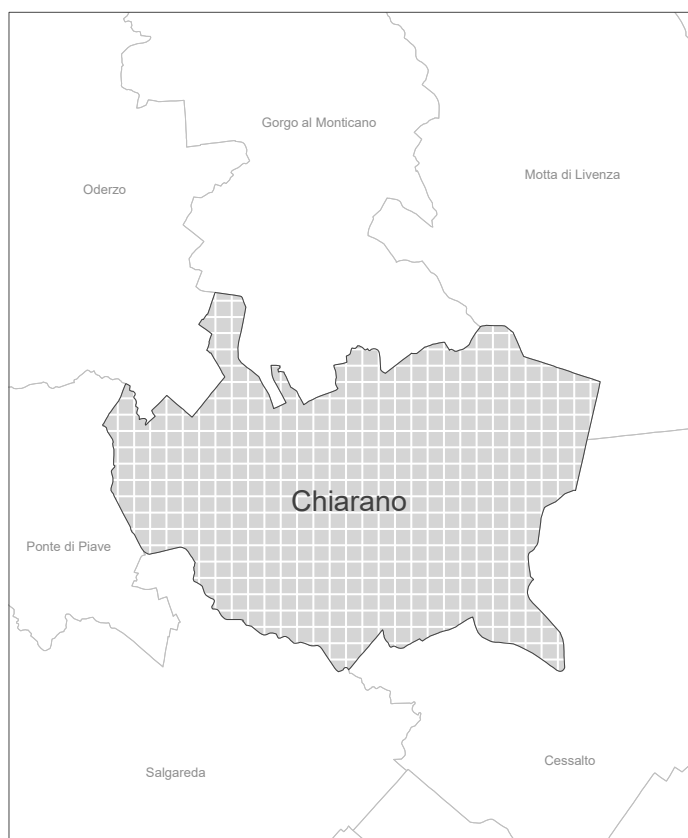 Gorgo al Monticano
Motta di Livenza
Oderzo
Chiarano
Ponte di Piave
Cessalto
Salgareda